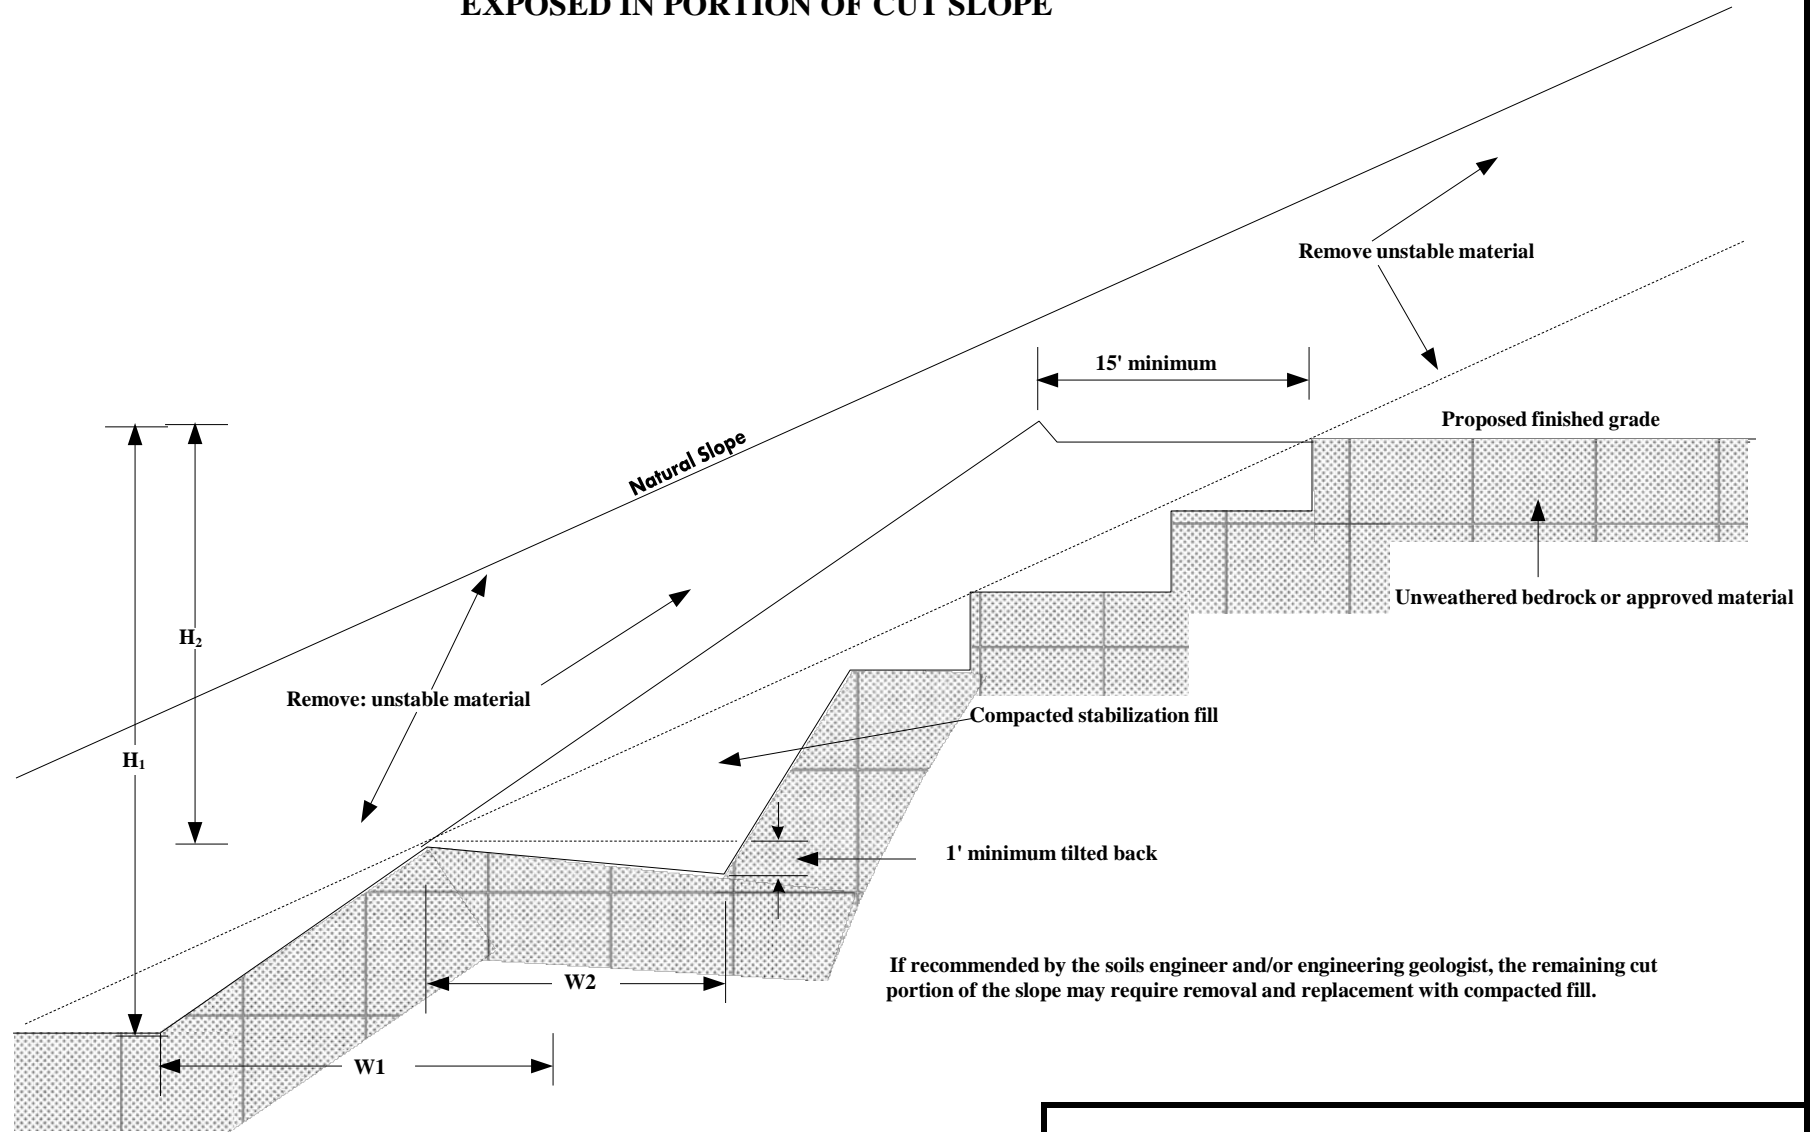 EXPOSED IN PORTION OF CUT SLOPE
Remove unstable material
15' minimum
Proposed finished grade
Natural Slope
Unweathered bedrock or approved material
H₂
Remove: unstable material
Compacted stabilization fill
H₁
1' minimum tilted back
If recommended by the soils engineer and/or engineering geologist, the remaining cut
portion of the slope may require removal and replacement with compacted fill.
W2
W1